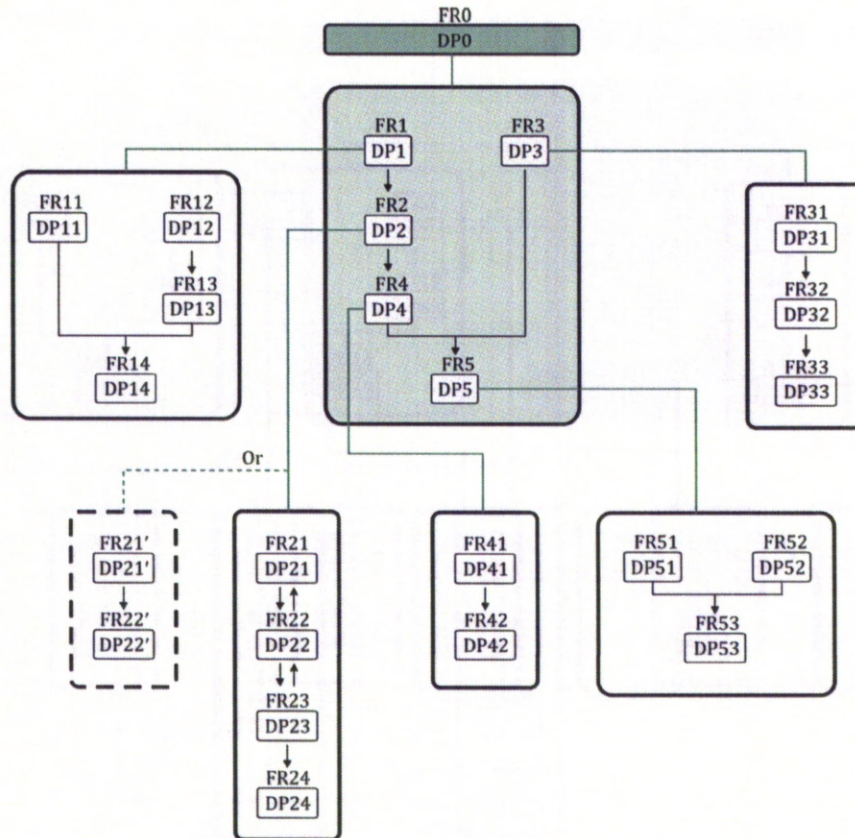 FR0
DP0
FR1
DP1
FR3
DP3
FR2
DP2
FR4
DP4
FR5
DP5
FR11
DP11
FR12
DP12
FR13
DP13
FR14
DP14
FR31
DP31
FR32
DP32
FR33
DP33
Or
FR21'
DP21'
FR22'
DP22'
FR21
DP21
FR22
DP22
FR23
DP23
FR24
DP24
FR41
DP41
FR42
DP42
FR51
DP51
FR52
DP52
FR53
DP53